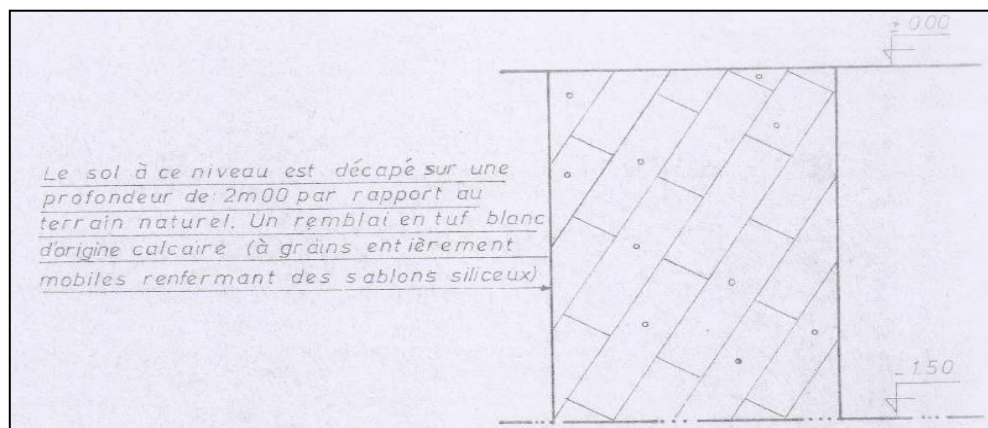 ± 0.00
Le sol à ce niveau est décapé sur une
profondeur de 2m00 par rapport au
terrain naturel. Un remblai en tuf blanc
d'origine calcaire (à grains entièrement
mobiles renfermant des sablons siliceux)
- 1.50